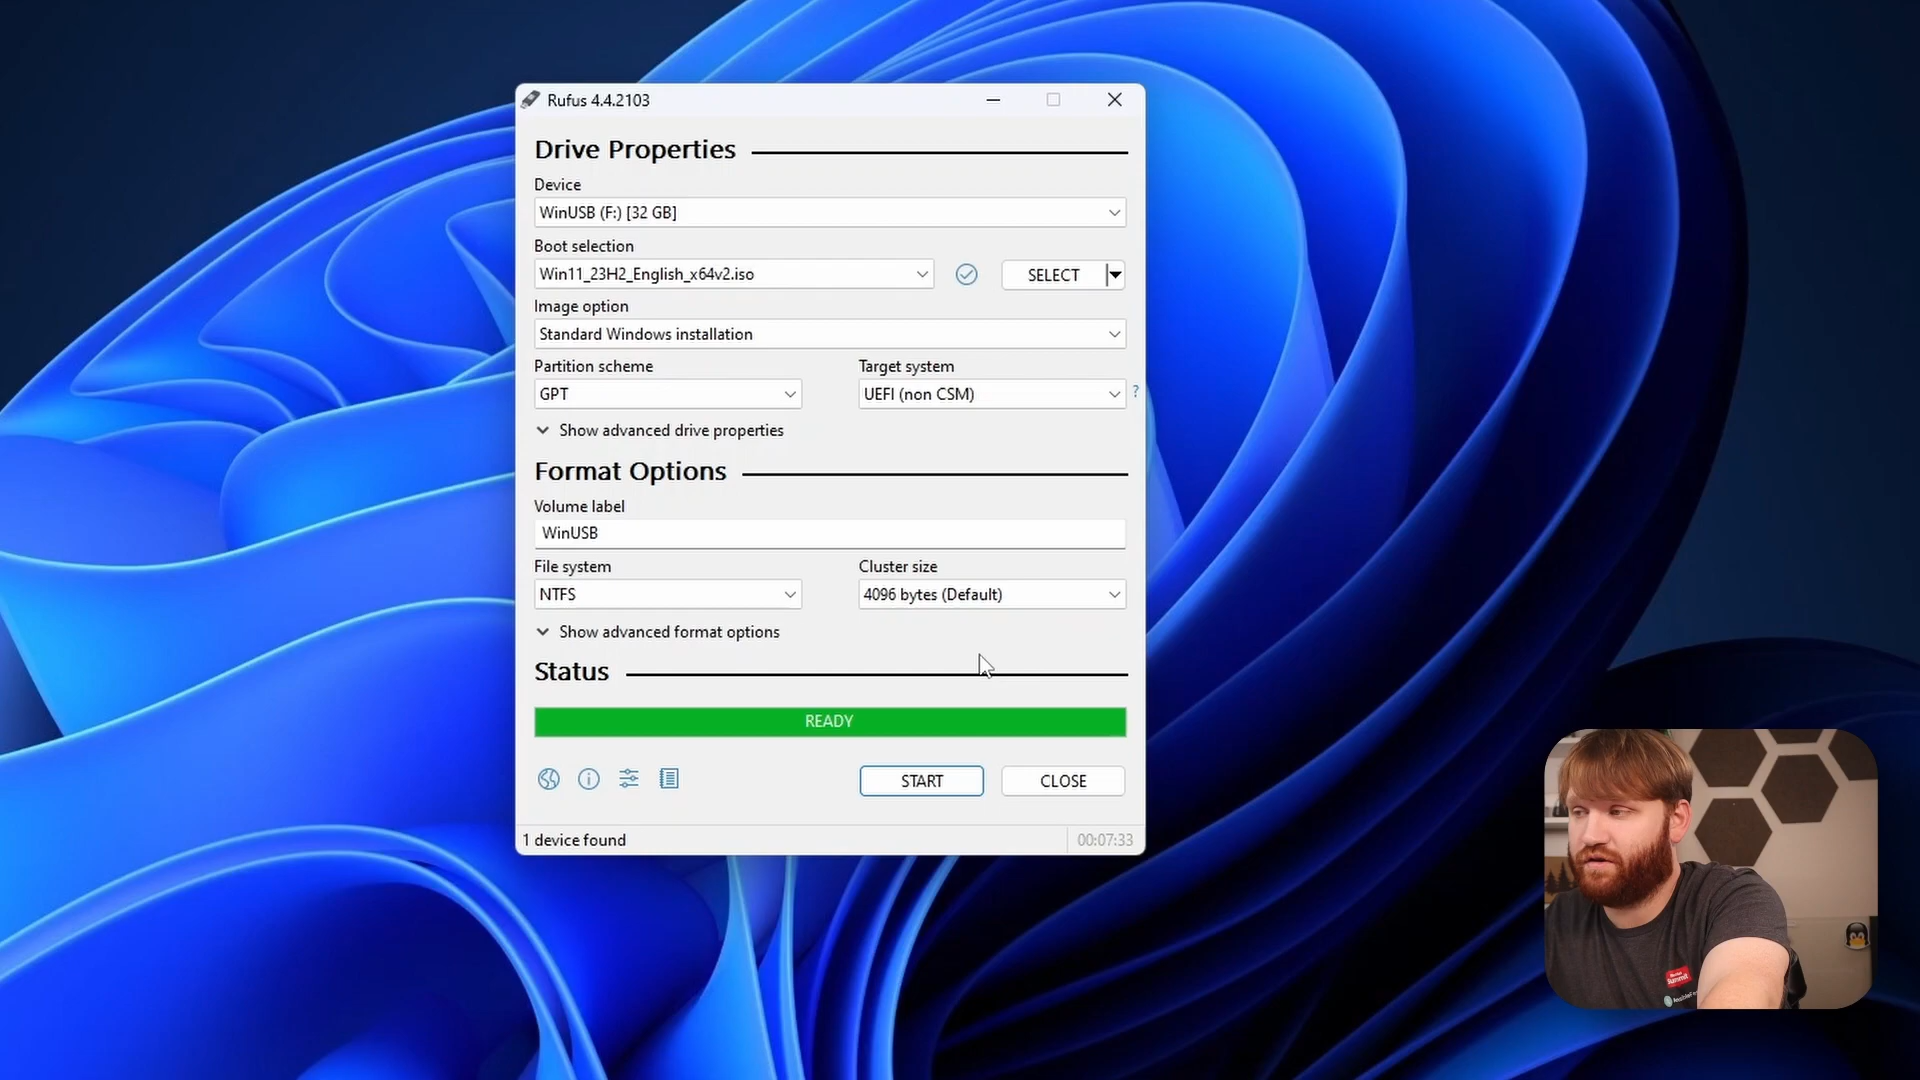 Rufus 4.4.2103
Drive Properties
Device
WinUSB (F:) [32 GB]
Boot selection
Win11_23H2_English_x64v2.iso
SELECT
Image option
Standard Windows installation
Partition scheme
Target system
GPT
UEFI (non CSM)
?
Show advanced drive properties
Format Options
Volume label
WinUSB
File system
Cluster size
NTFS
4096 bytes (Default)
Show advanced format options
Status
READY
START
CLOSE
1 device found
00:07:33
Summit